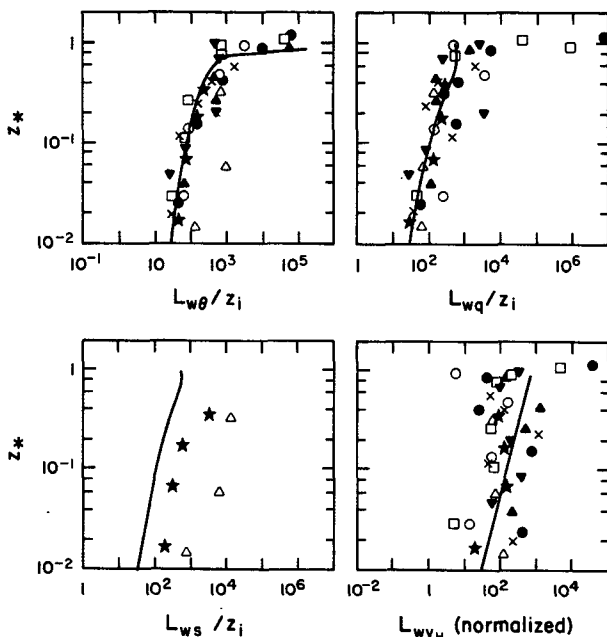 1
10⁻¹
10⁻²
z*
10⁻¹ 10 10³ 10⁵
L_wθ/z_i
1 10² 10⁴ 10⁶
L_wq/z_i
1
10⁻¹
10⁻²
z*
1 10² 10⁴ 10⁶
L_ws/z_i
10⁻² 1 10² 10⁴
L_wv_H (normalized)